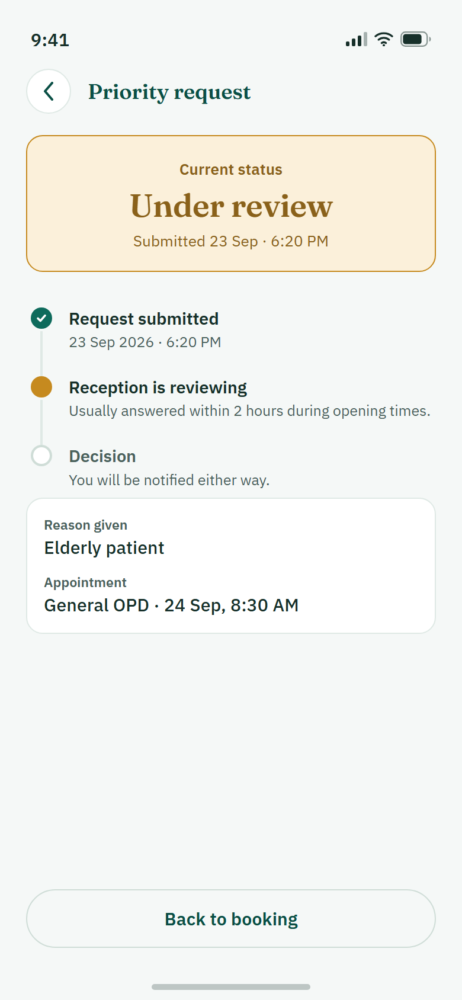 9:41
Priority request
Current status
Under review
Submitted 23 Sep · 6:20 PM
Request submitted
23 Sep 2026 · 6:20 PM
Reception is reviewing
Usually answered within 2 hours during opening times.
Decision
You will be notified either way.
Reason given
Elderly patient
Appointment
General OPD · 24 Sep, 8:30 AM
Back to booking